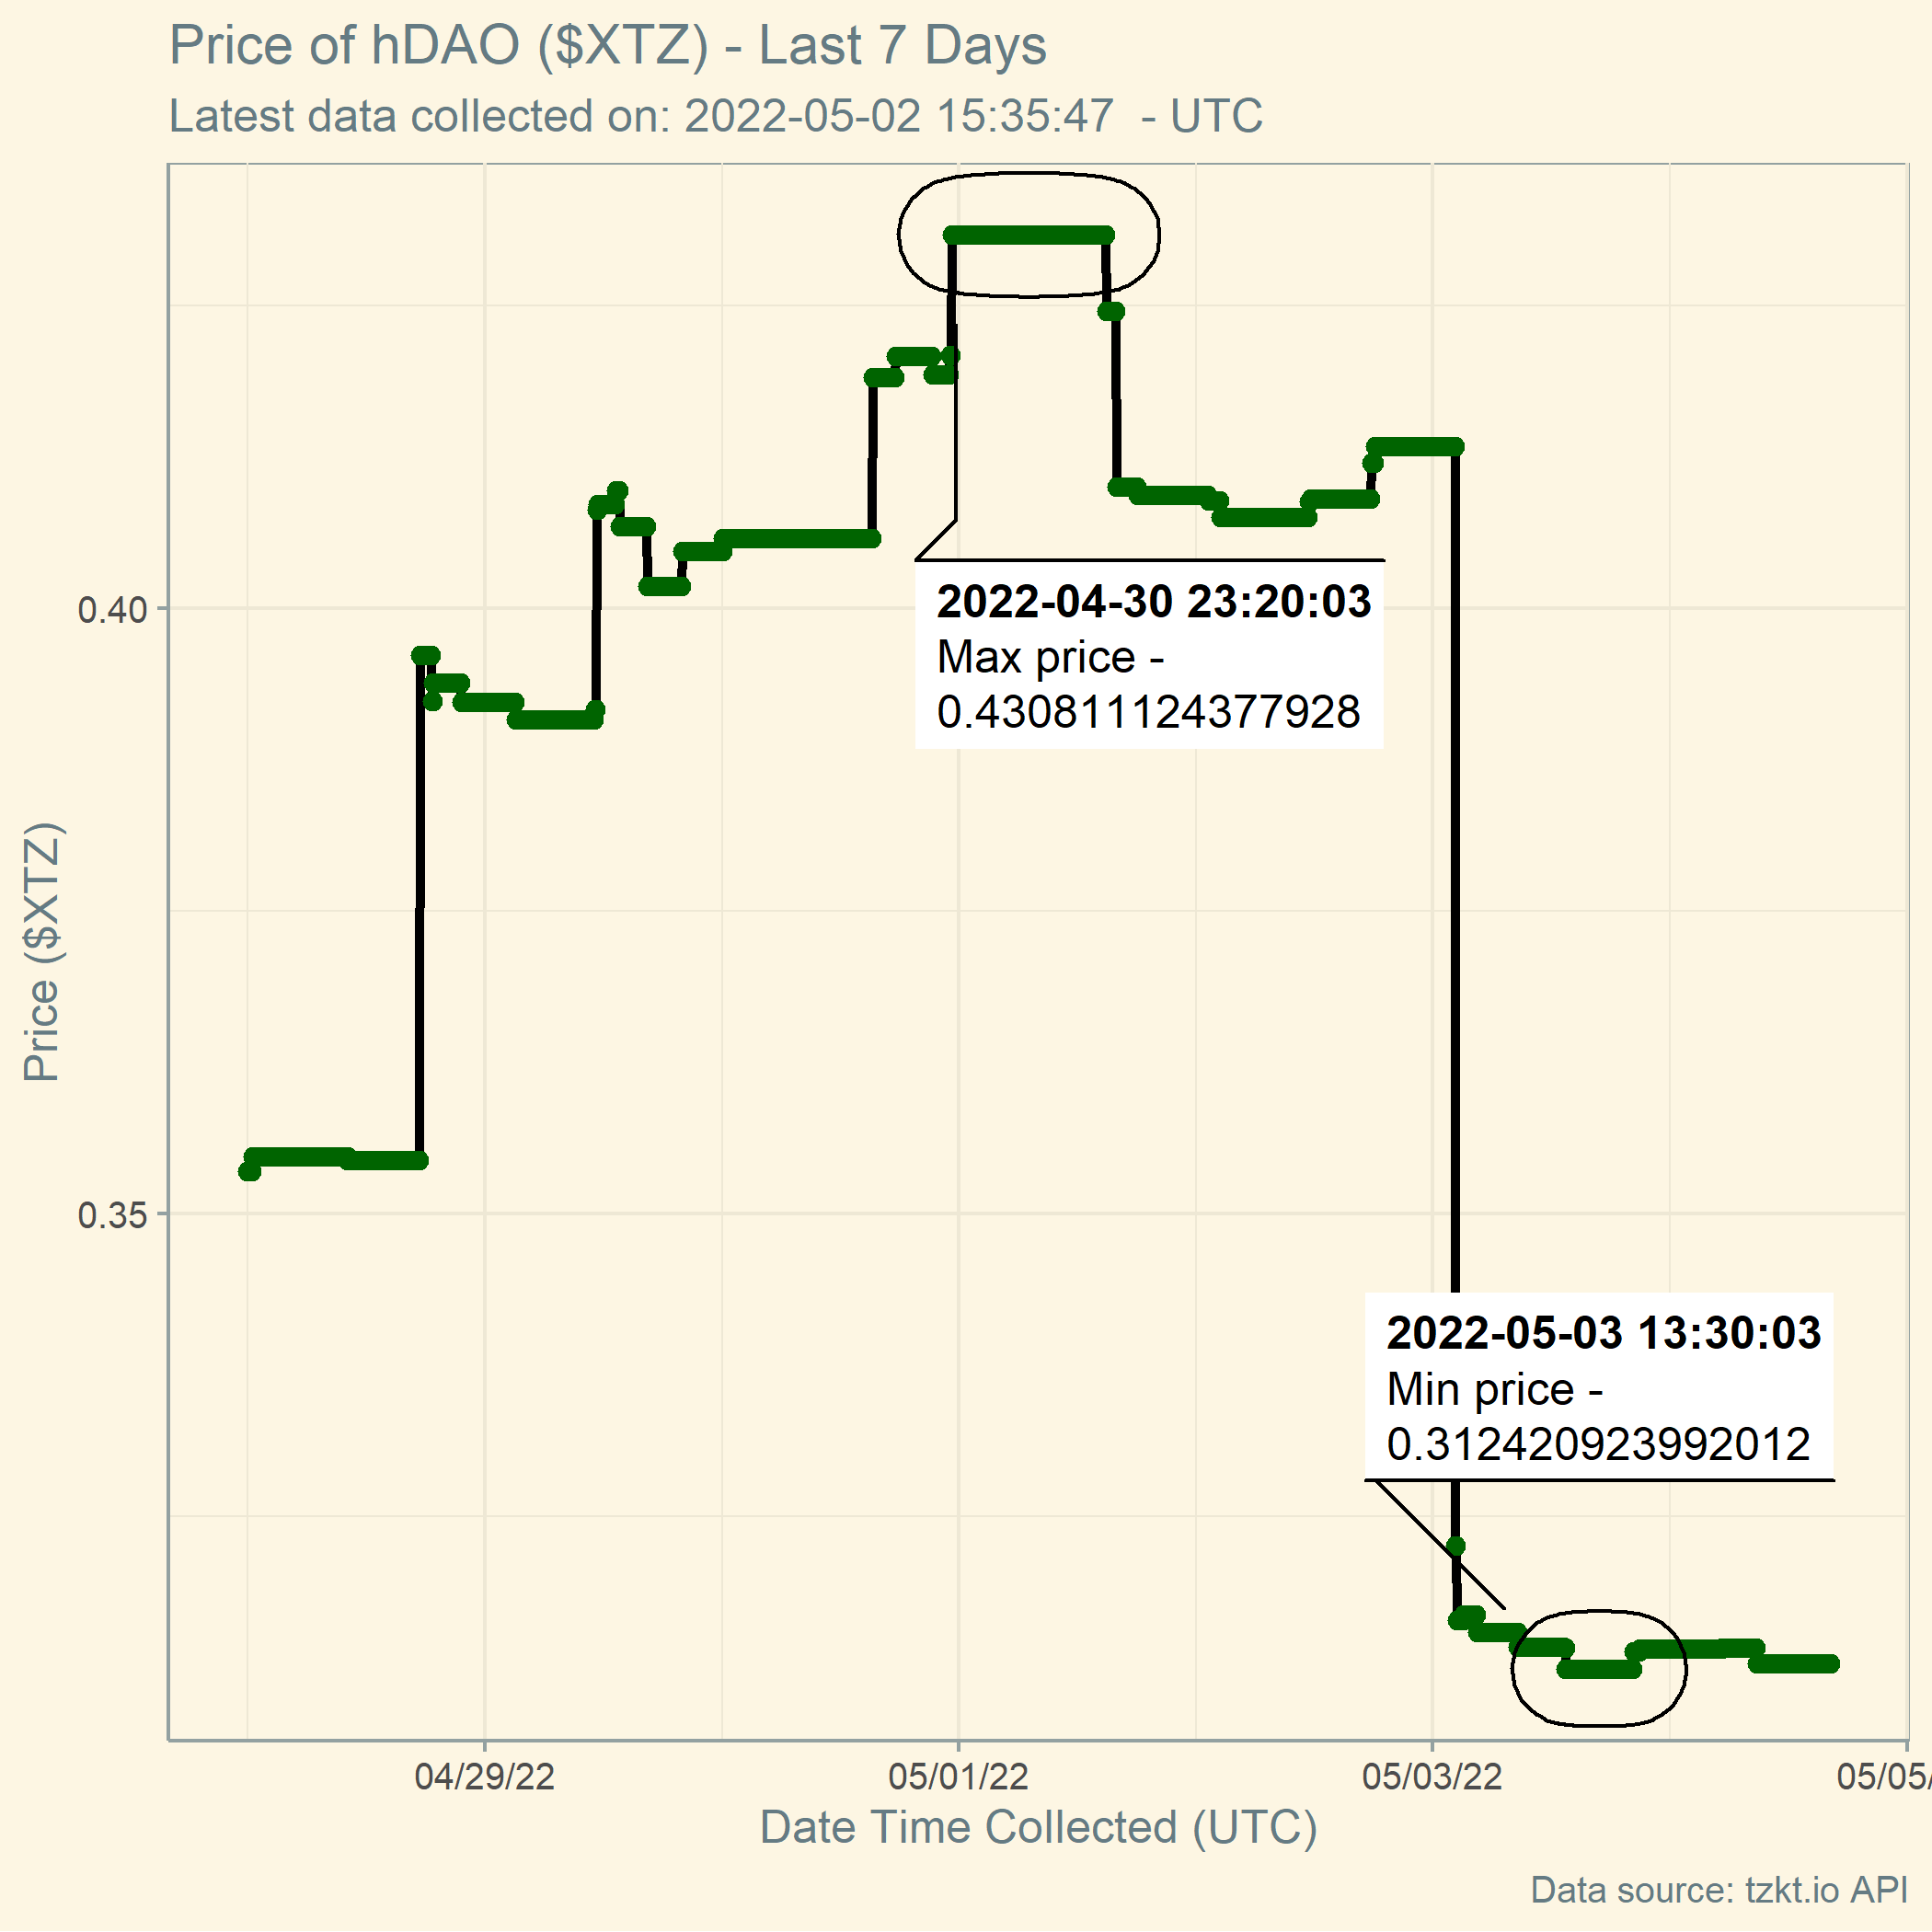 Price of hDAO ($XTZ) - Last 7 Days
Latest data collected on: 2022-05-02 15:35:47  - UTC
2022-04-30 23:20:03
Max price -
0.430811124377928
0.40
Price ($XTZ)
0.35
2022-05-03 13:30:03
Min price -
0.312420923992012
04/29/22
05/01/22
05/03/22
05/05/
Date Time Collected (UTC)
Data source: tzkt.io API